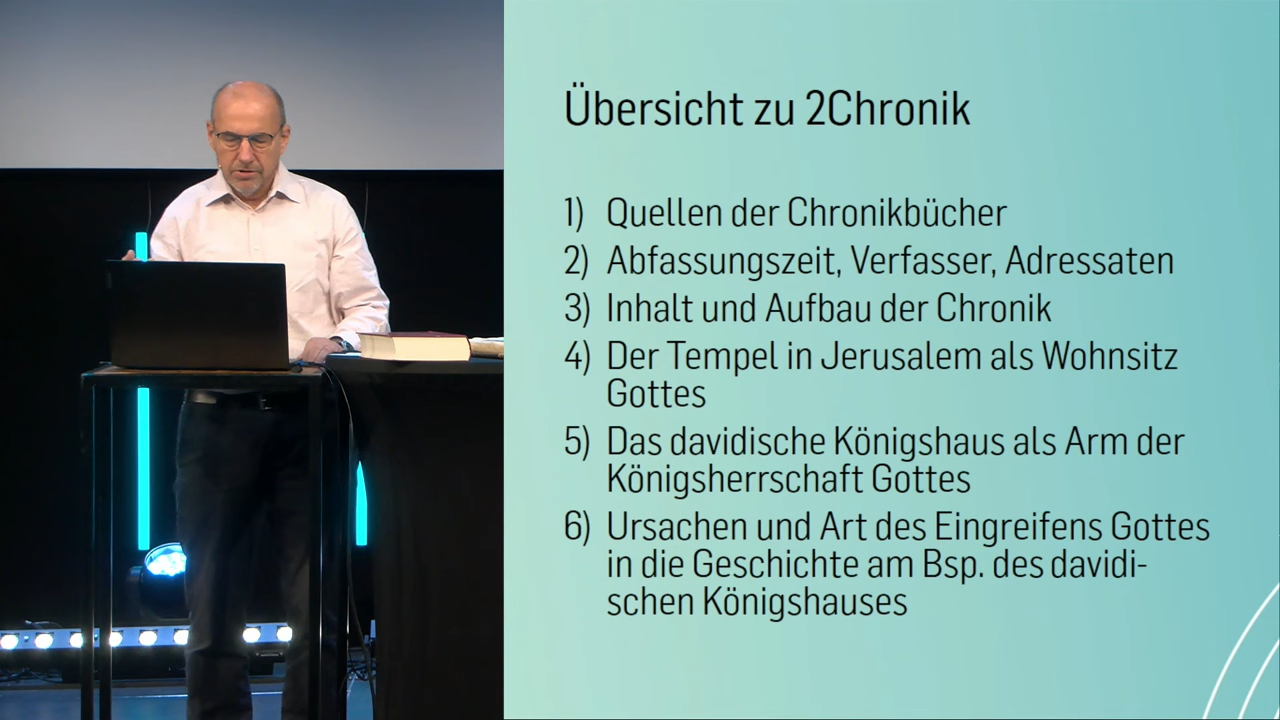 Übersicht zu 2Chronik
1) Quellen der Chronikbücher
2) Abfassungszeit, Verfasser, Adressaten
3) Inhalt und Aufbau der Chronik
4) Der Tempel in Jerusalem als Wohnsitz
Gottes
5) Das davidische Königshaus als Arm der
Königsherrschaft Gottes
6) Ursachen und Art des Eingreifens Gottes
in die Geschichte am Bsp. des davidi-
schen Königshauses